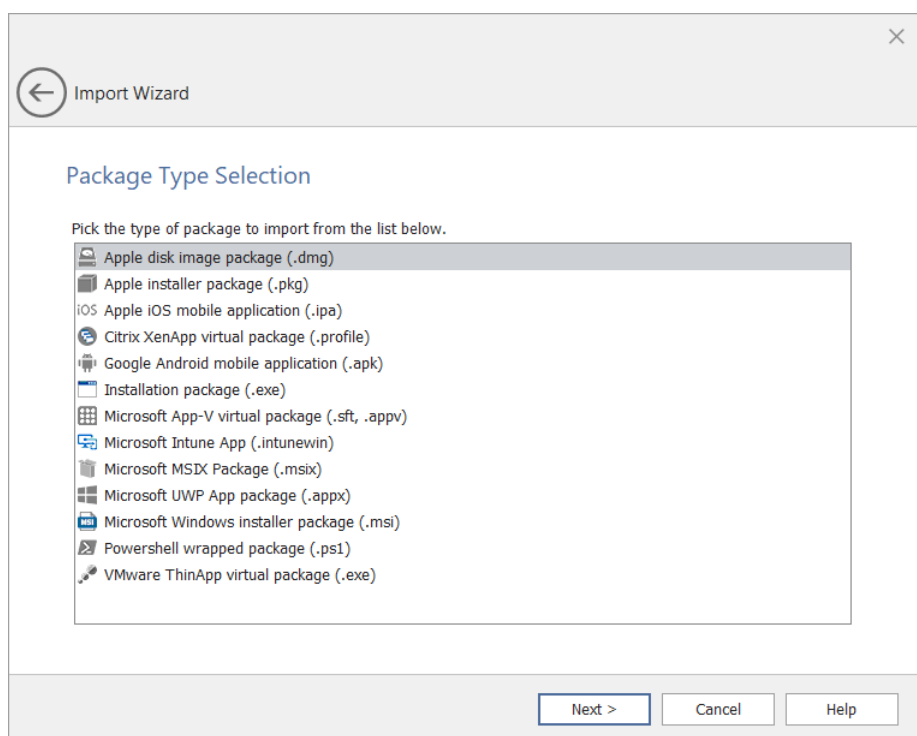 Import Wizard
Package Type Selection
Pick the type of package to import from the list below.
Apple disk image package (.dmg)
Apple installer package (.pkg)
iOS Apple iOS mobile application (.ipa)
Citrix XenApp virtual package (.profile)
Google Android mobile application (.apk)
Installation package (.exe)
Microsoft App-V virtual package (.sft, .appv)
Microsoft Intune App (.intunewin)
Microsoft MSIX Package (.msix)
Microsoft UWP App package (.appx)
MSI Microsoft Windows installer package (.msi)
Powershell wrapped package (.ps1)
VMware ThinApp virtual package (.exe)
Next > Cancel Help